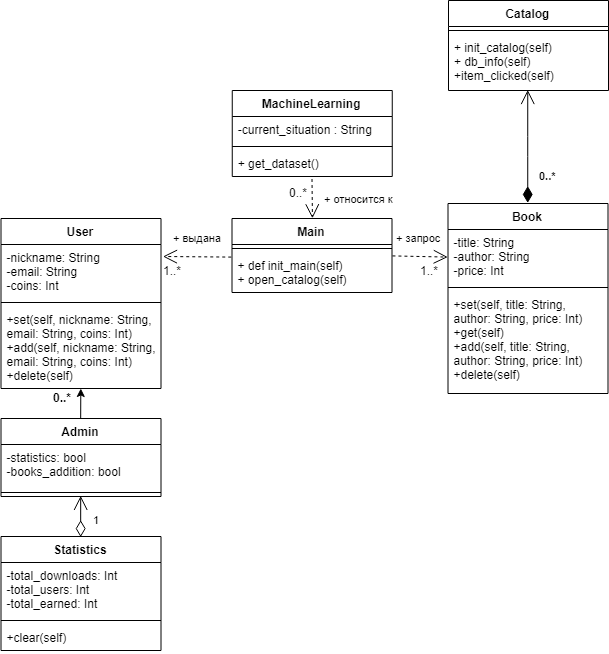 Catalog
+ init_catalog(self)
+ db_info(self)
+item_clicked(self)
0..*
MachineLearning
-current_situation : String
+ get_dataset()
0..*
+ относится к
User
-nickname: String
-email: String
-coins: Int
+set(self, nickname: String,
email: String, coins: Int)
+add(self, nickname: String,
email: String, coins: Int)
+delete(self)
+ выдана
1..*
Main
+ def init_main(self)
+ open_catalog(self)
+ запрос
1..*
Book
-title: String
-author: String
-price: Int
+set(self, title: String,
author: String, price: Int)
+get(self)
+add(self, title: String,
author: String, price: Int)
+delete(self)
0..*
Admin
-statistics: bool
-books_addition: bool
1
Statistics
-total_downloads: Int
-total_users: Int
-total_earned: Int
+clear(self)